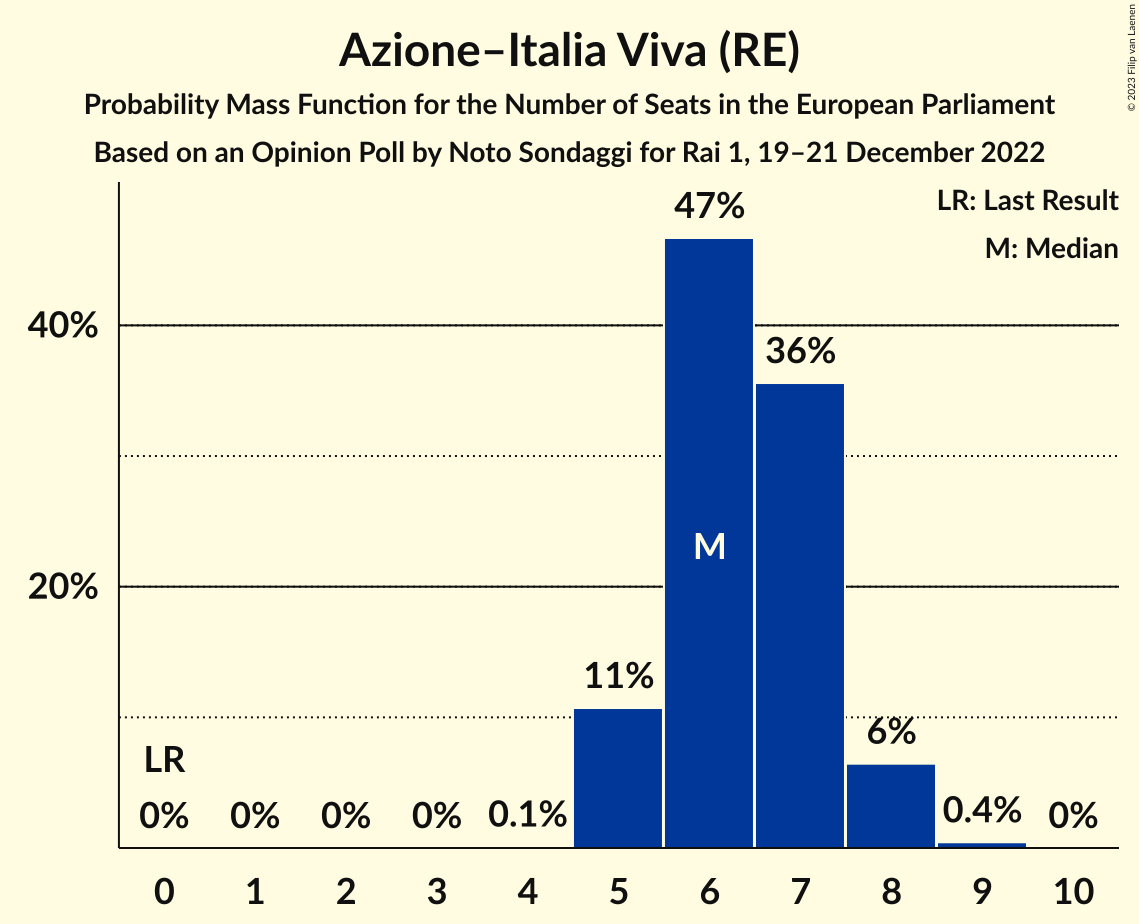 Azione–Italia Viva (RE)
Probability Mass Function for the Number of Seats in the European Parliament
Based on an Opinion Poll by Noto Sondaggi for Rai 1, 19–21 December 2022
© 2023 Filip van Laenen
LR: Last Result
M: Median
47%
40%
36%
M
20%
11%
6%
LR
0% 0% 0% 0% 0.1% 0.4% 0%
0 1 2 3 4 5 6 7 8 9 10